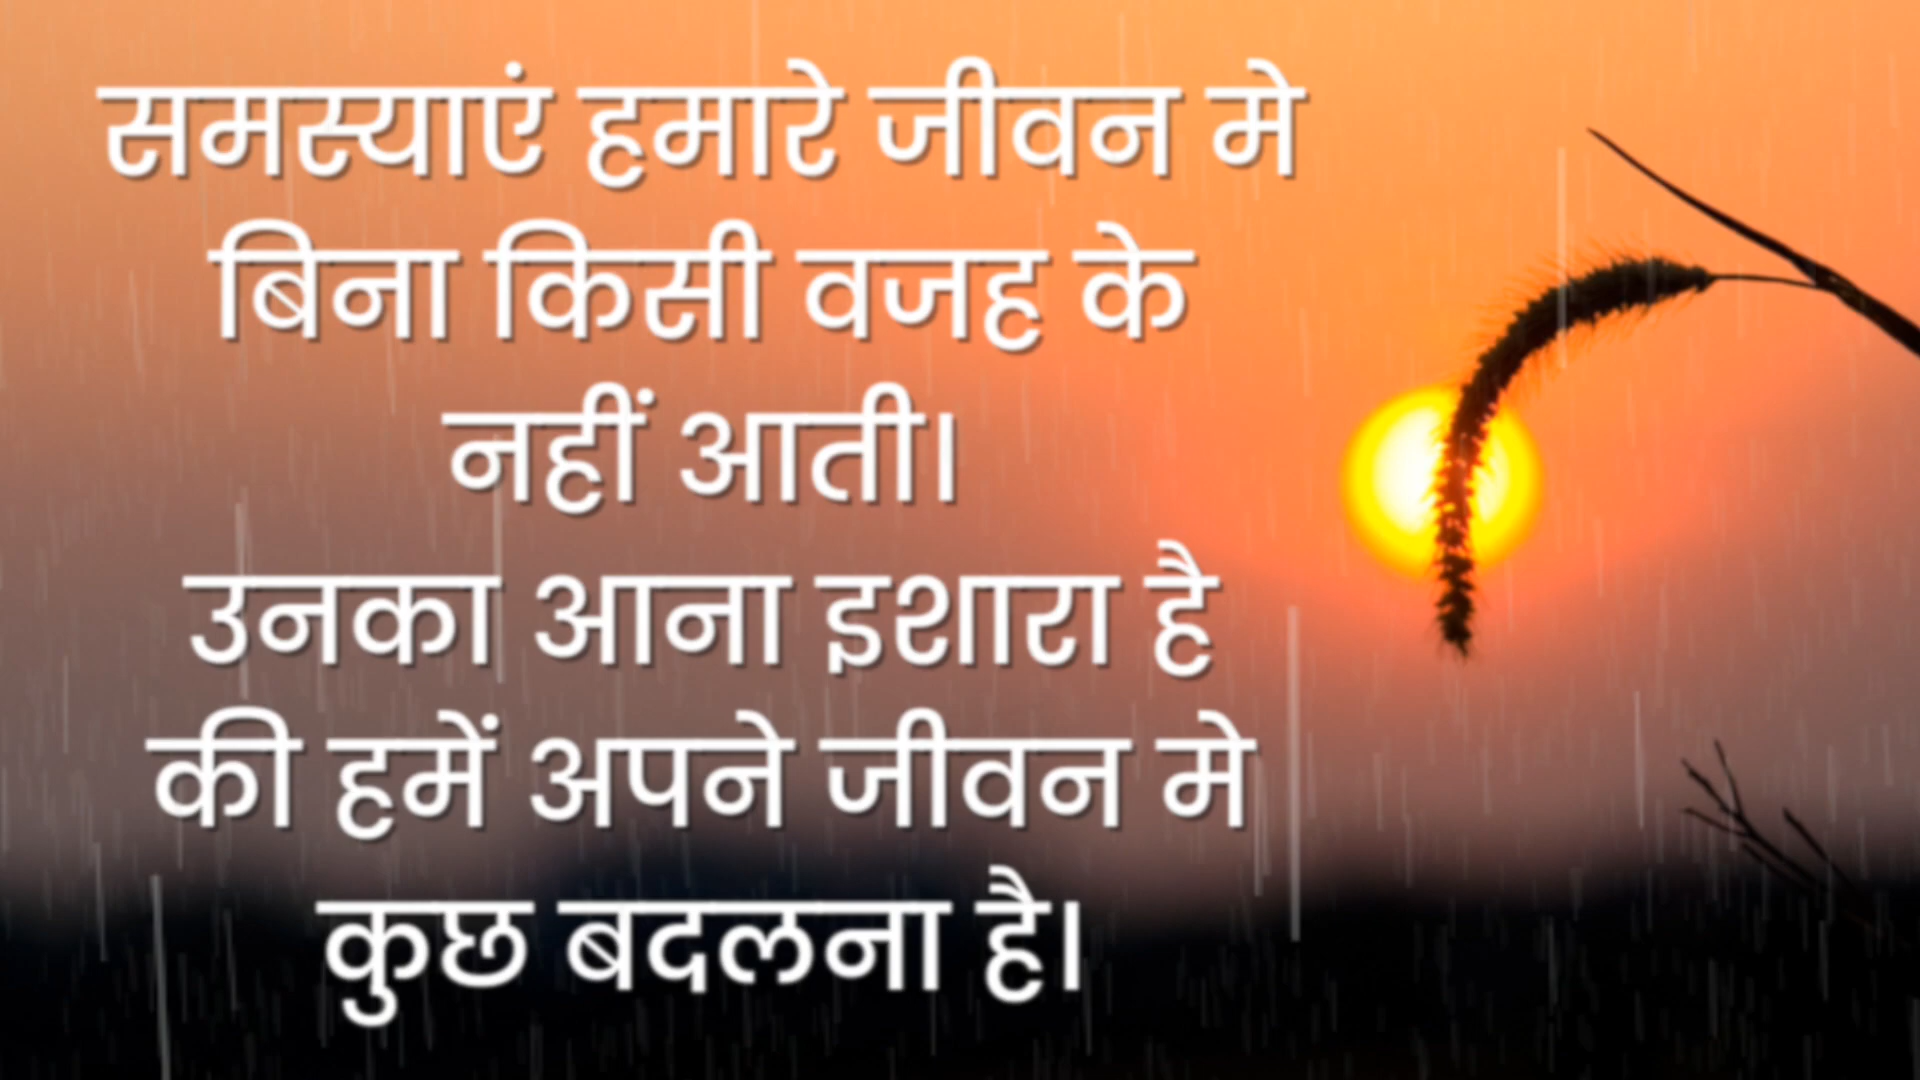 समस्याएं हमारे जीवन मे
बिना किसी वजह के
नहीं आती।
उनका आना इशारा है
की हमें अपने जीवन मे
कुछ बदलना है।